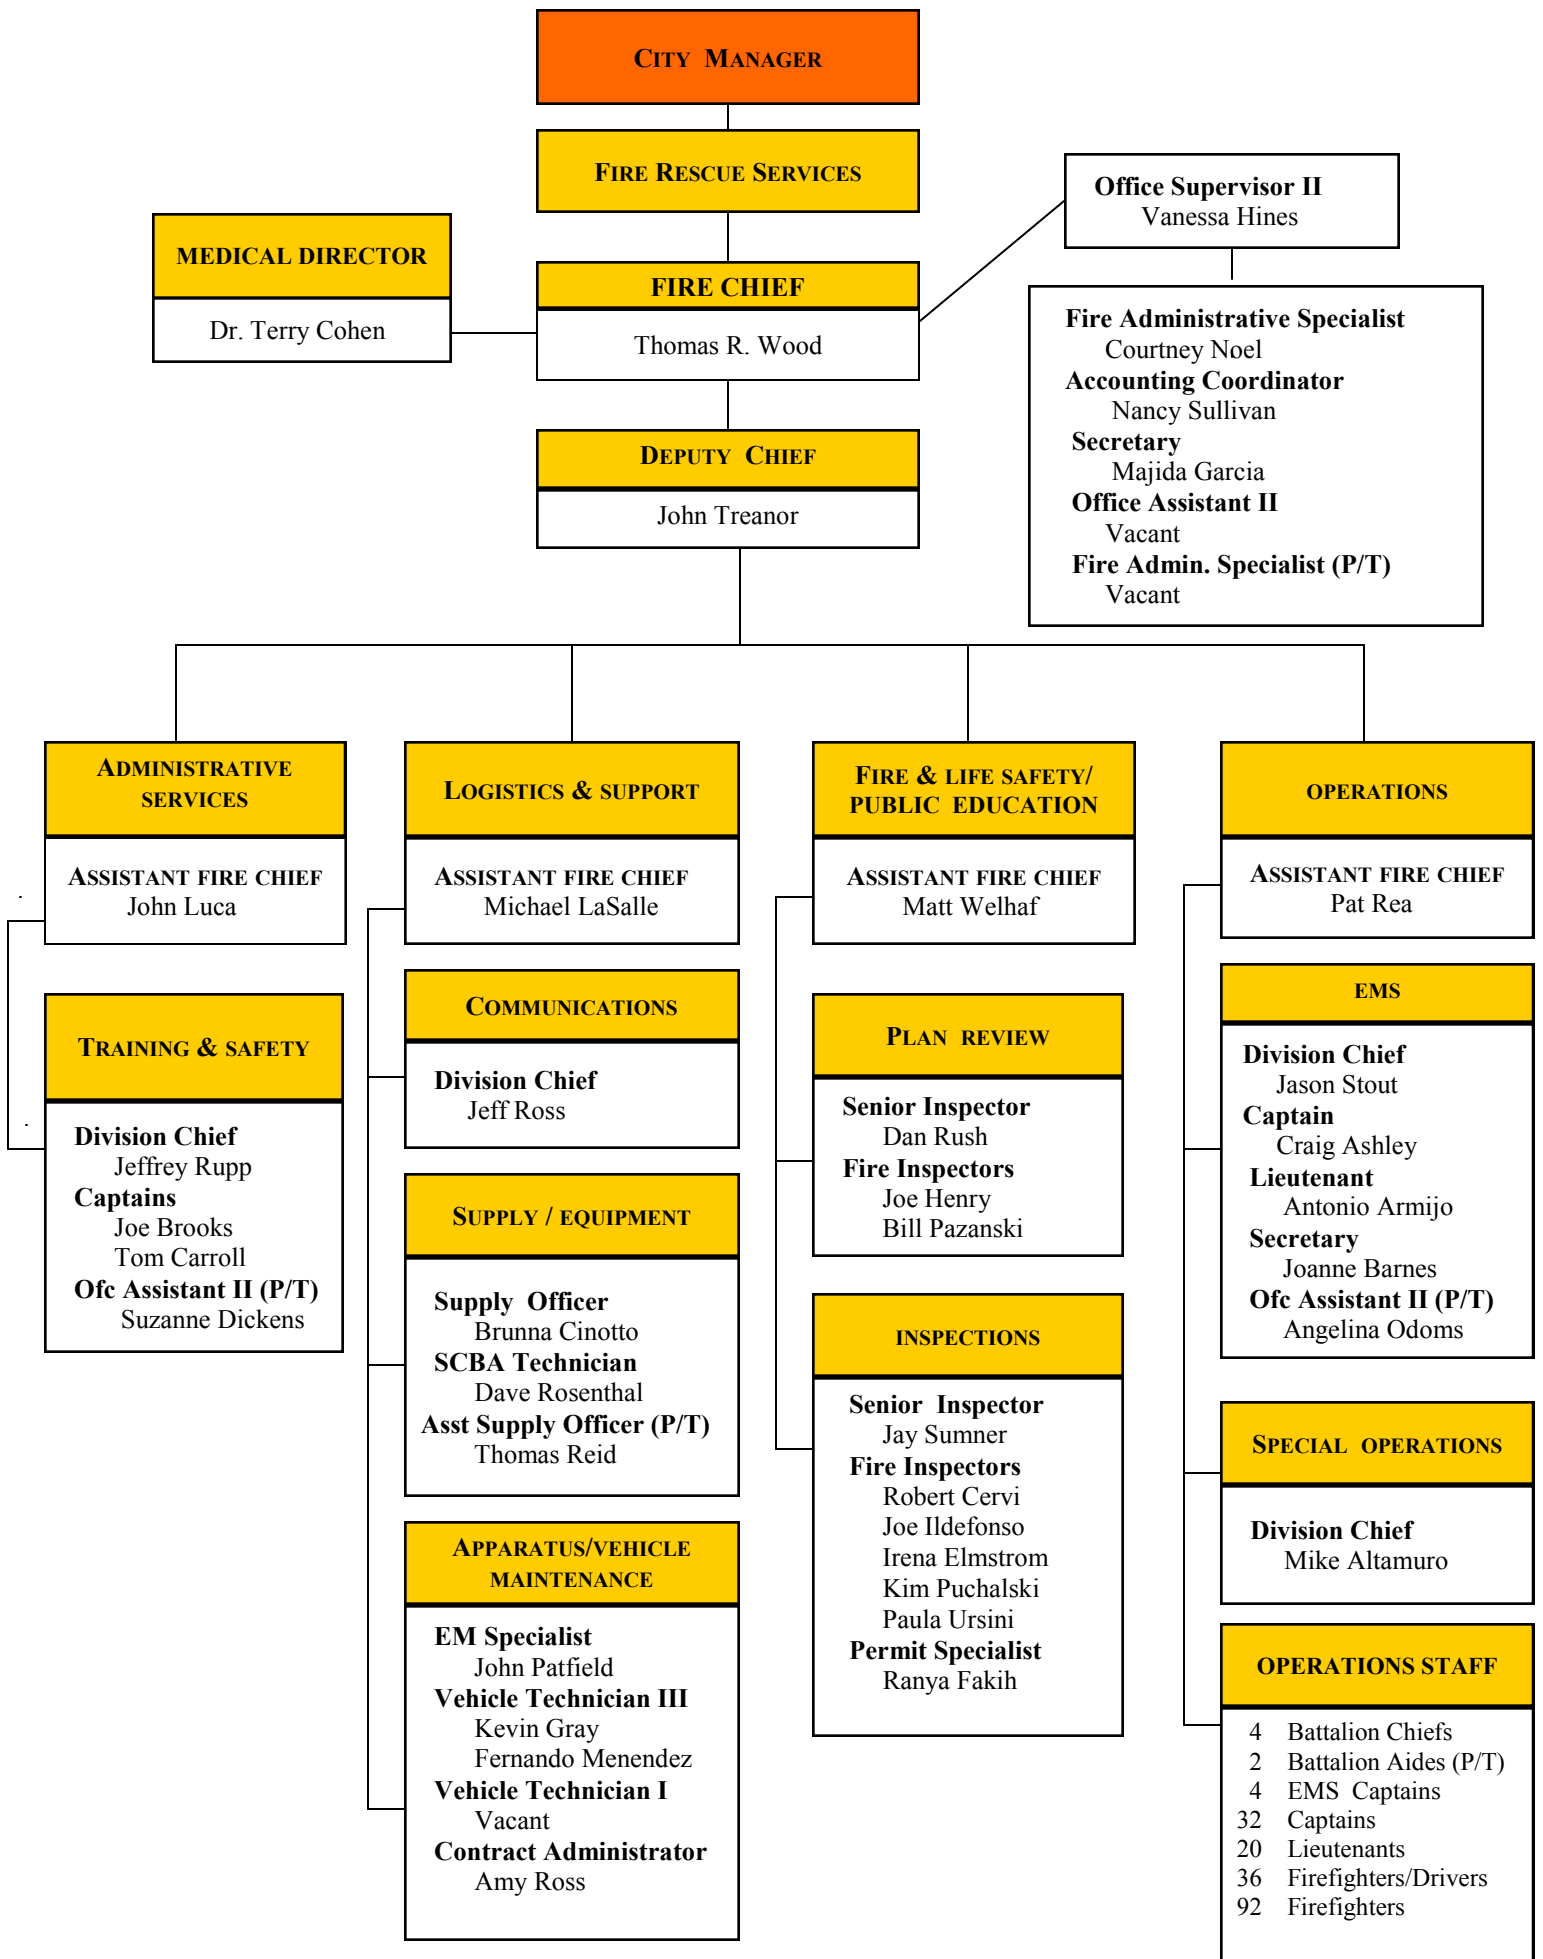 CITY MANAGER
FIRE RESCUE SERVICES
Office Supervisor II
Vanessa Hines
MEDICAL DIRECTOR
Dr. Terry Cohen
FIRE CHIEF
Thomas R. Wood
Fire Administrative Specialist
Courtney Noel
Accounting Coordinator
Nancy Sullivan
Secretary
Majida Garcia
Office Assistant II
Vacant
Fire Admin. Specialist (P/T)
Vacant
DEPUTY CHIEF
John Treanor
ADMINISTRATIVE
SERVICES
ASSISTANT FIRE CHIEF
John Luca
TRAINING & SAFETY
Division Chief
Jeffrey Rupp
Captains
Joe Brooks
Tom Carroll
Ofc Assistant II (P/T)
Suzanne Dickens
LOGISTICS & SUPPORT
ASSISTANT FIRE CHIEF
Michael LaSalle
COMMUNICATIONS
Division Chief
Jeff Ross
SUPPLY / EQUIPMENT
Supply Officer
Brunna Cinotto
SCBA Technician
Dave Rosenthal
Asst Supply Officer (P/T)
Thomas Reid
APPARATUS/VEHICLE
MAINTENANCE
EM Specialist
John Patfield
Vehicle Technician III
Kevin Gray
Fernando Menendez
Vehicle Technician I
Vacant
Contract Administrator
Amy Ross
FIRE & LIFE SAFETY/
PUBLIC EDUCATION
ASSISTANT FIRE CHIEF
Matt Welhaf
PLAN REVIEW
Senior Inspector
Dan Rush
Fire Inspectors
Joe Henry
Bill Pazanski
INSPECTIONS
Senior Inspector
Jay Sumner
Fire Inspectors
Robert Cervi
Joe Ildefonso
Irena Elmstrom
Kim Puchalski
Paula Ursini
Permit Specialist
Ranya Fakih
OPERATIONS
ASSISTANT FIRE CHIEF
Pat Rea
EMS
Division Chief
Jason Stout
Captain
Craig Ashley
Lieutenant
Antonio Armijo
Secretary
Joanne Barnes
Ofc Assistant II (P/T)
Angelina Odoms
SPECIAL OPERATIONS
Division Chief
Mike Altamuro
OPERATIONS STAFF
4 Battalion Chiefs
2 Battalion Aides (P/T)
4 EMS Captains
32 Captains
20 Lieutenants
36 Firefighters/Drivers
92 Firefighters